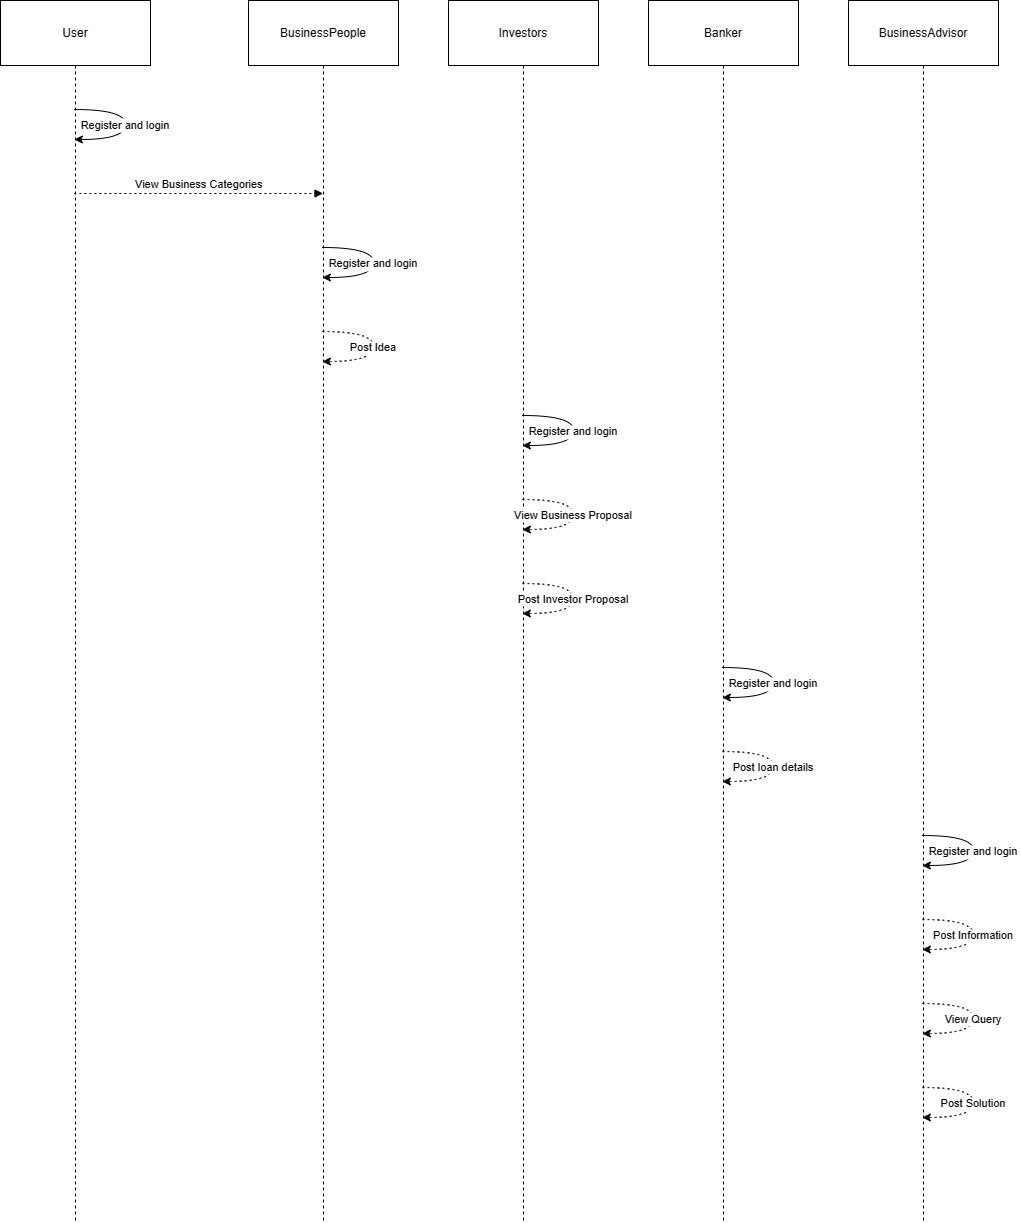 User
BusinessPeople
Investors
Banker
BusinessAdvisor
Register and login
View Business Categories
Register and login
Post Idea
Register and login
View Business Proposal
Post Investor Proposal
Register and login
Post loan details
Register and login
Post Information
View Query
Post Solution